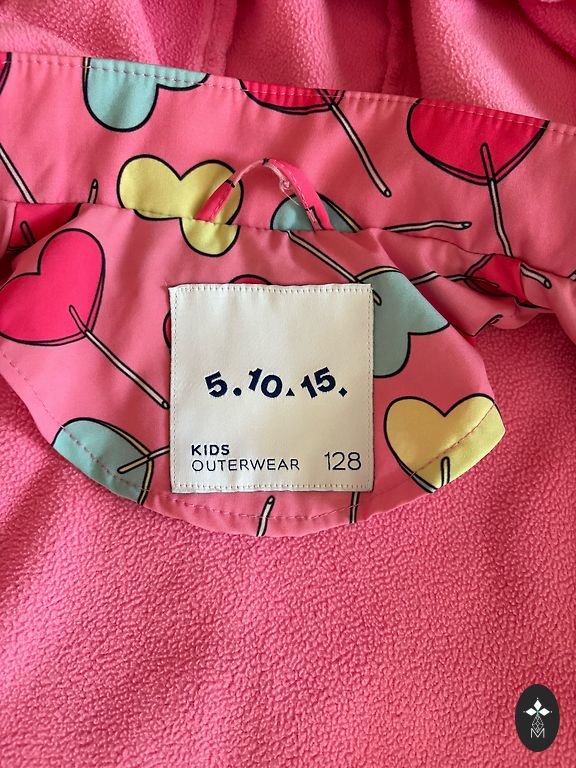 5.10.15.
KIDS
OUTERWEAR 128
M